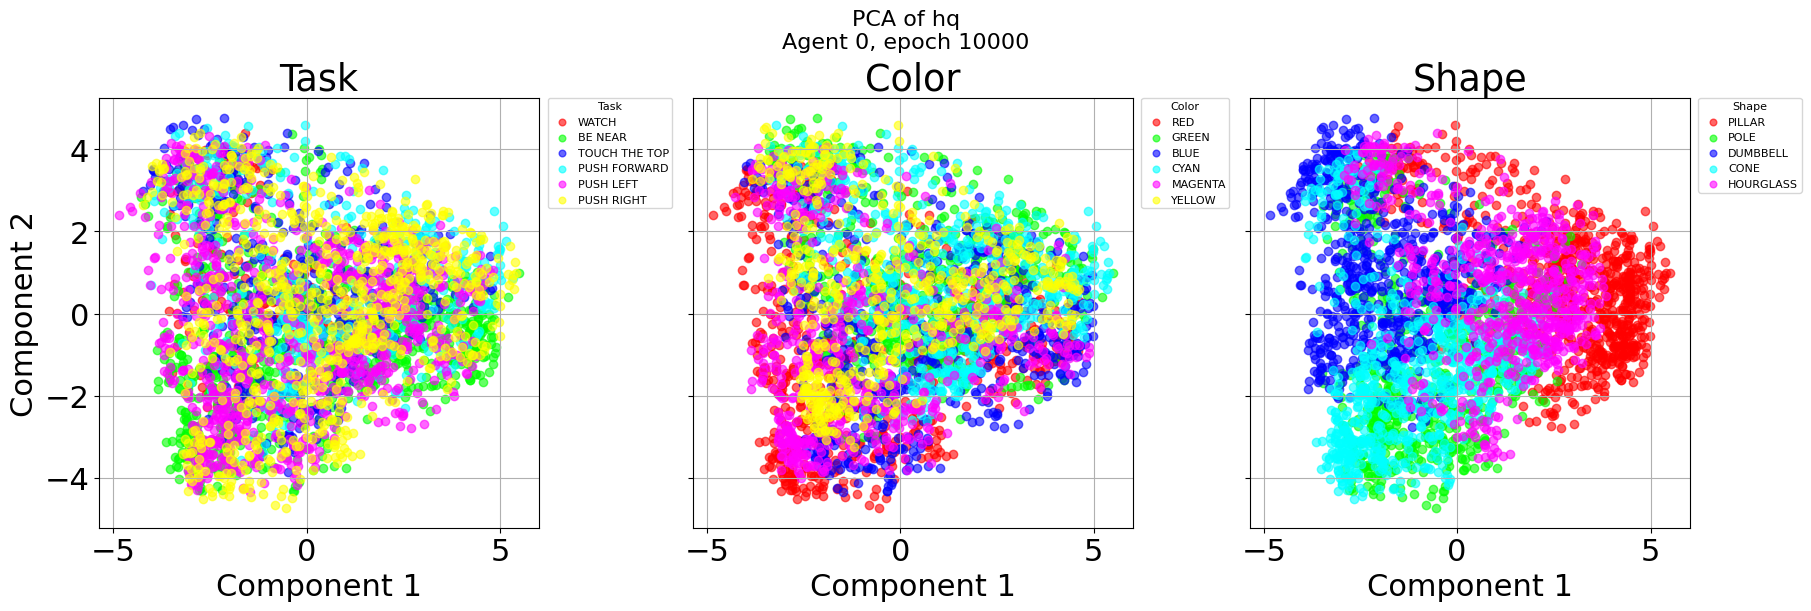 PCA of hq
Agent 0, epoch 10000
Task
Color
Shape
Task
WATCH
BE NEAR
TOUCH THE TOP
PUSH FORWARD
PUSH LEFT
PUSH RIGHT
Color
RED
GREEN
BLUE
CYAN
MAGENTA
YELLOW
Shape
PILLAR
POLE
DUMBBELL
CONE
HOURGLASS
Component 2
4
2
0
−2
−4
−5 0 5
−5 0 5
−5 0 5
Component 1
Component 1
Component 1